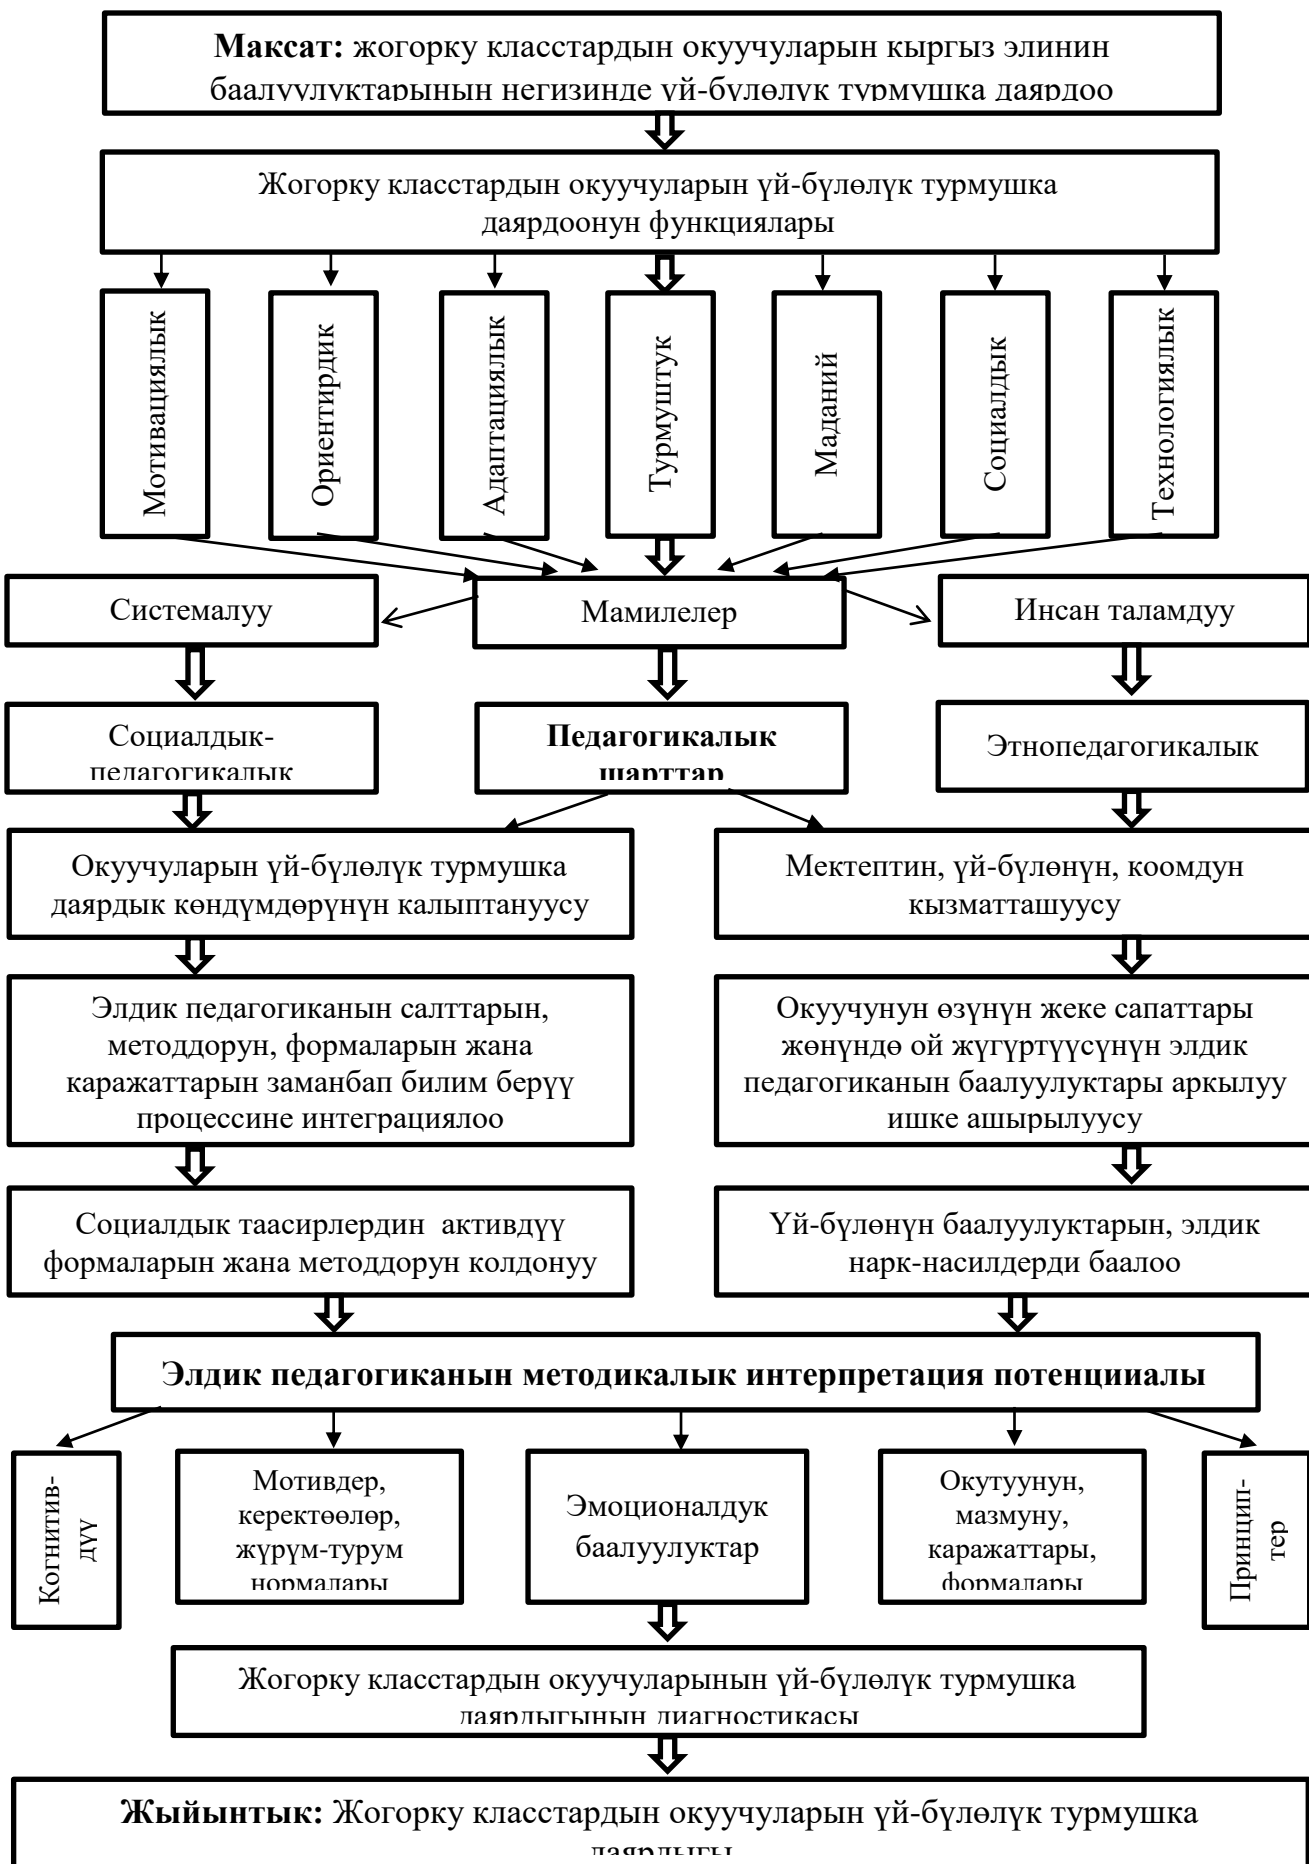 Максат: жогорку класстардын окуучуларын кыргыз элинин
баалуулуктарынын негизинде үй-бүлөлүк турмушка даярдоо
Жогорку класстардын окуучуларын үй-бүлөлүк турмушка
даярдоонун функциялары
Мотивациялык
Ориентирдик
Адаптациялык
Турмуштук
Маданий
Социалдык
Технологиялык
Системалуу
Мамилелер
Инсан таламдуу
Социалдык-
педагогикалык
Педагогикалык
шарттар
Этнопедагогикалык
Окуучуларын үй-бүлөлүк турмушка
даярдык көндүмдөрүнүн калыптануусу
Мектептин, үй-бүлөнүн, коомдун
кызматташуусу
Элдик педагогиканын салттарын,
методдорун, формаларын жана
каражаттарын заманбап билим берүү
процессине интеграциялоо
Окуучунун өзүнүн жеке сапаттары
жөнүндө ой жүгүртүүсүнүн элдик
педагогиканын баалуулуктары аркылуу
ишке ашырылуусу
Социалдык таасирлердин активдүү
формаларын жана методдорун колдонуу
Үй-бүлөнүн баалуулуктарын, элдик
нарк-насилдерди баалоо
Элдик педагогиканын методикалык интерпретация потенцииалы
Когнитив-
дүү
Мотивдер,
керектөөлөр,
жүрүм-турум
нормалары
Эмоционалдук
баалуулуктар
Окутуунун,
мазмуну,
каражаттары,
формалары
Принцип-
тер
Жогорку класстардын окуучуларынын үй-бүлөлүк турмушка
даярдыгынын диагностикасы
Жыйынтык: Жогорку класстардын окуучуларын үй-бүлөлүк турмушка
даярдыгы